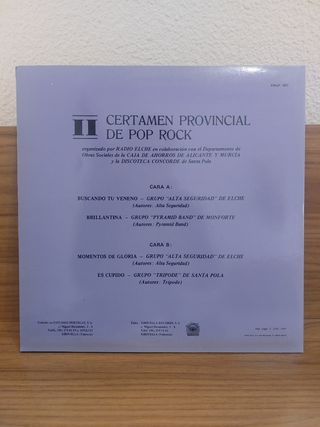 II
CERTAMEN PROVINCIAL
DE POP ROCK
organizado por RADIO ELCHE en colaboración con el Departamento de
Obras Sociales de la CAJA DE AHORROS DE ALICANTE Y MURCIA
y la DISCOTECA CONCORDE de Santa Pola
CARA A:
BUSCANDO TU VENENO – GRUPO "ALTA SEGURIDAD" DE ELCHE
(Autores: Alta Seguridad)
BRILLANTINA – GRUPO "PYRAMID BAND" DE MONFORTE
(Autores: Pyramid Band)
CARA B:
MOMENTOS DE GLORIA – GRUPO "ALTA SEGURIDAD" DE ELCHE
(Autores: Alta Seguridad)
ES CUPIDO – GRUPO "TRIPODE" DE SANTA POLA
(Autores: Tripode)